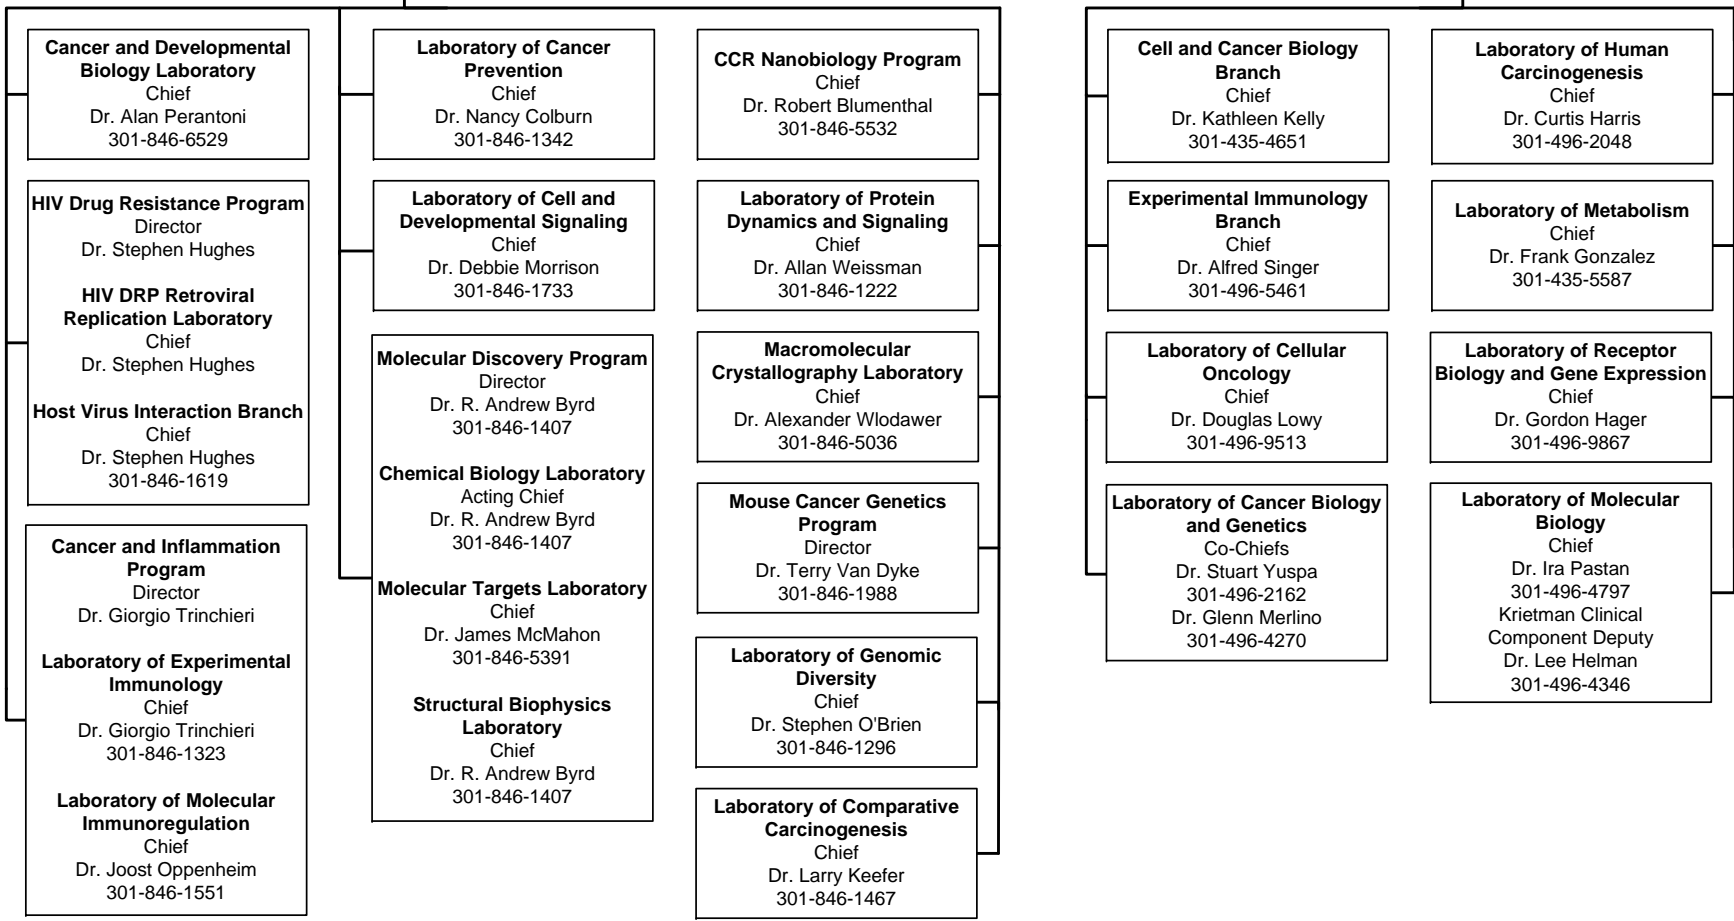 Cancer and Developmental
Biology Laboratory
Chief
Dr. Alan Perantoni
301-846-6529
HIV Drug Resistance Program
Director
Dr. Stephen Hughes
HIV DRP Retroviral
Replication Laboratory
Chief
Dr. Stephen Hughes
Host Virus Interaction Branch
Chief
Dr. Stephen Hughes
301-846-1619
Cancer and Inflammation
Program
Director
Dr. Giorgio Trinchieri
Laboratory of Experimental
Immunology
Chief
Dr. Giorgio Trinchieri
301-846-1323
Laboratory of Molecular
Immunoregulation
Chief
Dr. Joost Oppenheim
301-846-1551
Laboratory of Cancer
Prevention
Chief
Dr. Nancy Colburn
301-846-1342
Laboratory of Cell and
Developmental Signaling
Chief
Dr. Debbie Morrison
301-846-1733
Molecular Discovery Program
Director
Dr. R. Andrew Byrd
301-846-1407
Chemical Biology Laboratory
Acting Chief
Dr. R. Andrew Byrd
301-846-1407
Molecular Targets Laboratory
Chief
Dr. James McMahon
301-846-5391
Structural Biophysics
Laboratory
Chief
Dr. R. Andrew Byrd
301-846-1407
CCR Nanobiology Program
Chief
Dr. Robert Blumenthal
301-846-5532
Laboratory of Protein
Dynamics and Signaling
Chief
Dr. Allan Weissman
301-846-1222
Macromolecular
Crystallography Laboratory
Chief
Dr. Alexander Wlodawer
301-846-5036
Mouse Cancer Genetics
Program
Director
Dr. Terry Van Dyke
301-846-1988
Laboratory of Genomic
Diversity
Chief
Dr. Stephen O'Brien
301-846-1296
Laboratory of Comparative
Carcinogenesis
Chief
Dr. Larry Keefer
301-846-1467
Cell and Cancer Biology
Branch
Chief
Dr. Kathleen Kelly
301-435-4651
Experimental Immunology
Branch
Chief
Dr. Alfred Singer
301-496-5461
Laboratory of Cellular
Oncology
Chief
Dr. Douglas Lowy
301-496-9513
Laboratory of Cancer Biology
and Genetics
Co-Chiefs
Dr. Stuart Yuspa
301-496-2162
Dr. Glenn Merlino
301-496-4270
Laboratory of Human
Carcinogenesis
Chief
Dr. Curtis Harris
301-496-2048
Laboratory of Metabolism
Chief
Dr. Frank Gonzalez
301-435-5587
Laboratory of Receptor
Biology and Gene Expression
Chief
Dr. Gordon Hager
301-496-9867
Laboratory of Molecular
Biology
Chief
Dr. Ira Pastan
301-496-4797
Krietman Clinical
Component Deputy
Dr. Lee Helman
301-496-4346